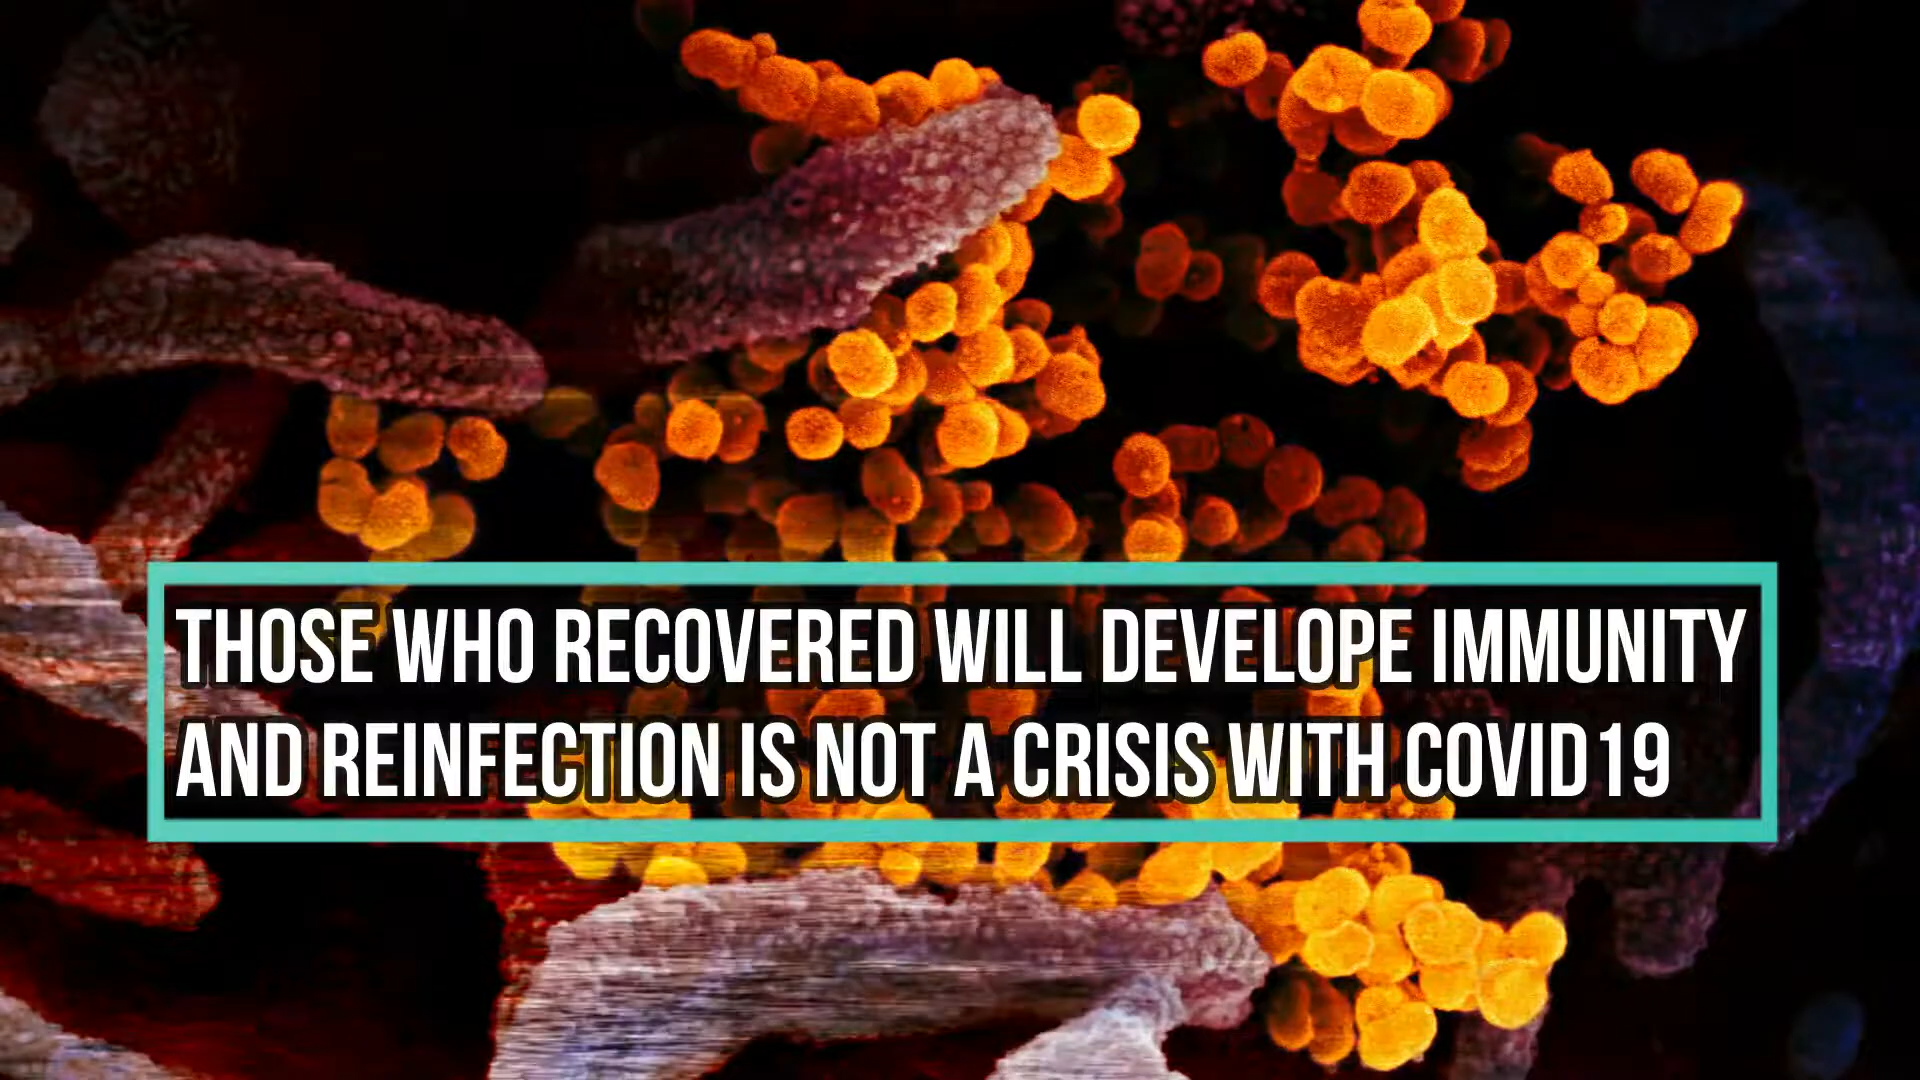 THOSE WHO RECOVERED WILL DEVELOPE IMMUNITY
AND REINFECTION IS NOT A CRISIS WITH COVID19